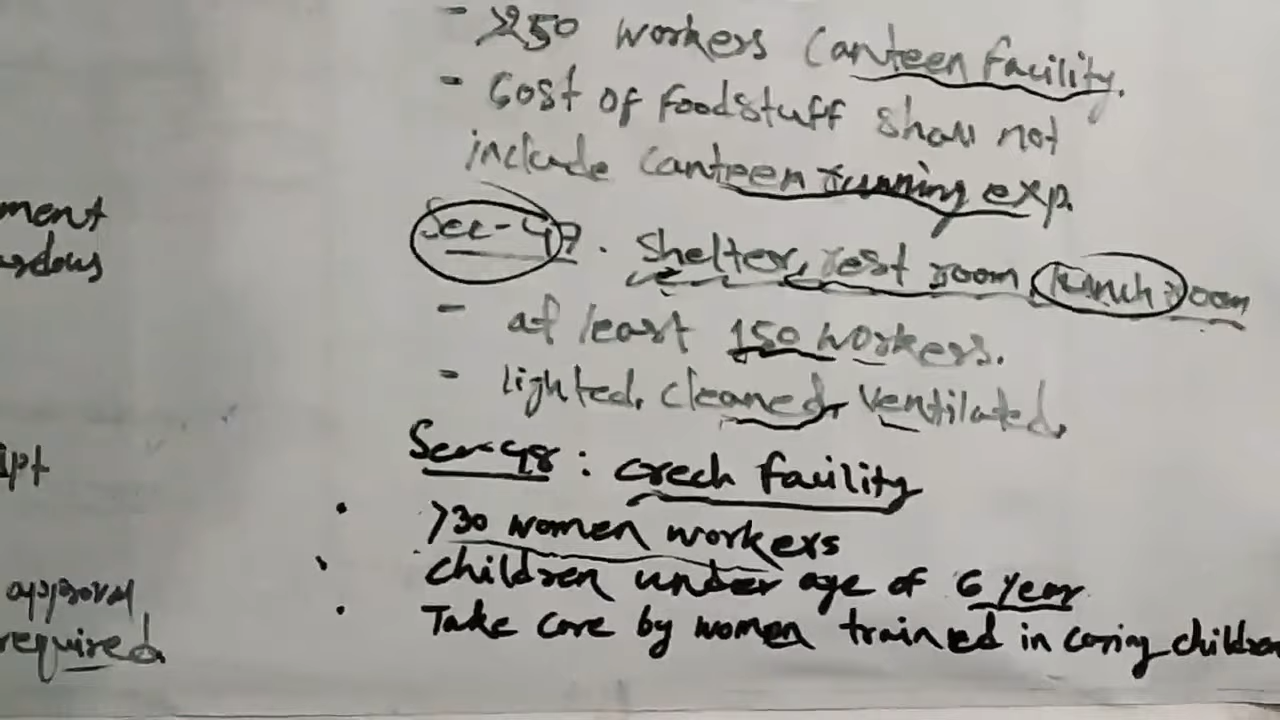 - >250 workers Canteen facility.
- Cost of foodstuff shall not
include Canteen running exp.
Sec-47. Shelter, rest room, Lunch room
- at least 150 workers.
- lighted, cleaned, ventilated.
Sec-48: crech facility
• >30 women workers
• children under age of 6 year
• Take care by women trained in caring children
ment
ardous
ipt
approval
required.